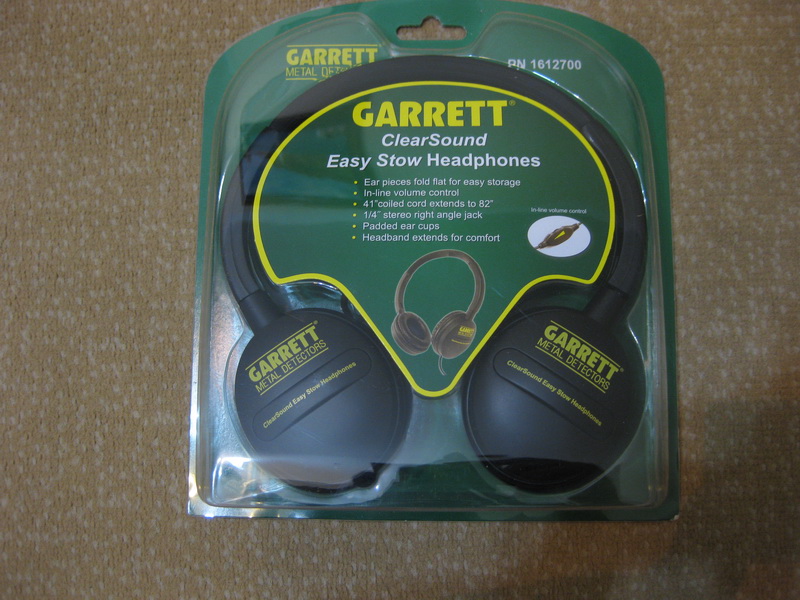 GARRETT
METAL DETECTORS
PN 1612700
GARRETT®
ClearSound
Easy Stow Headphones
• Ear pieces fold flat for easy storage
• In-line volume control
• 41"coiled cord extends to 82"
• 1/4" stereo right angle jack
• Padded ear cups
• Headband extends for comfort
In-line volume control
GARRETT®
METAL DETECTORS
ClearSound Easy Stow Headphones
GARRETT®
METAL DETECTORS
ClearSound Easy Stow Headphones